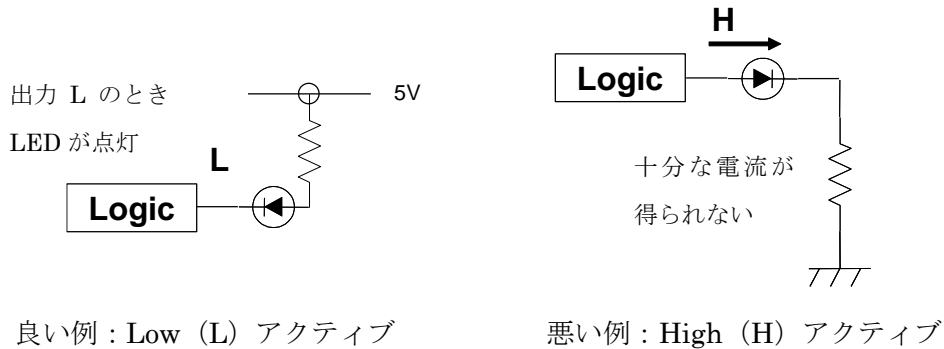 出力 L のとき
LED が点灯
5V
L
Logic
良い例：Low（L）アクティブ
H
Logic
十分な電流が
得られない
悪い例：High（H）アクティブ